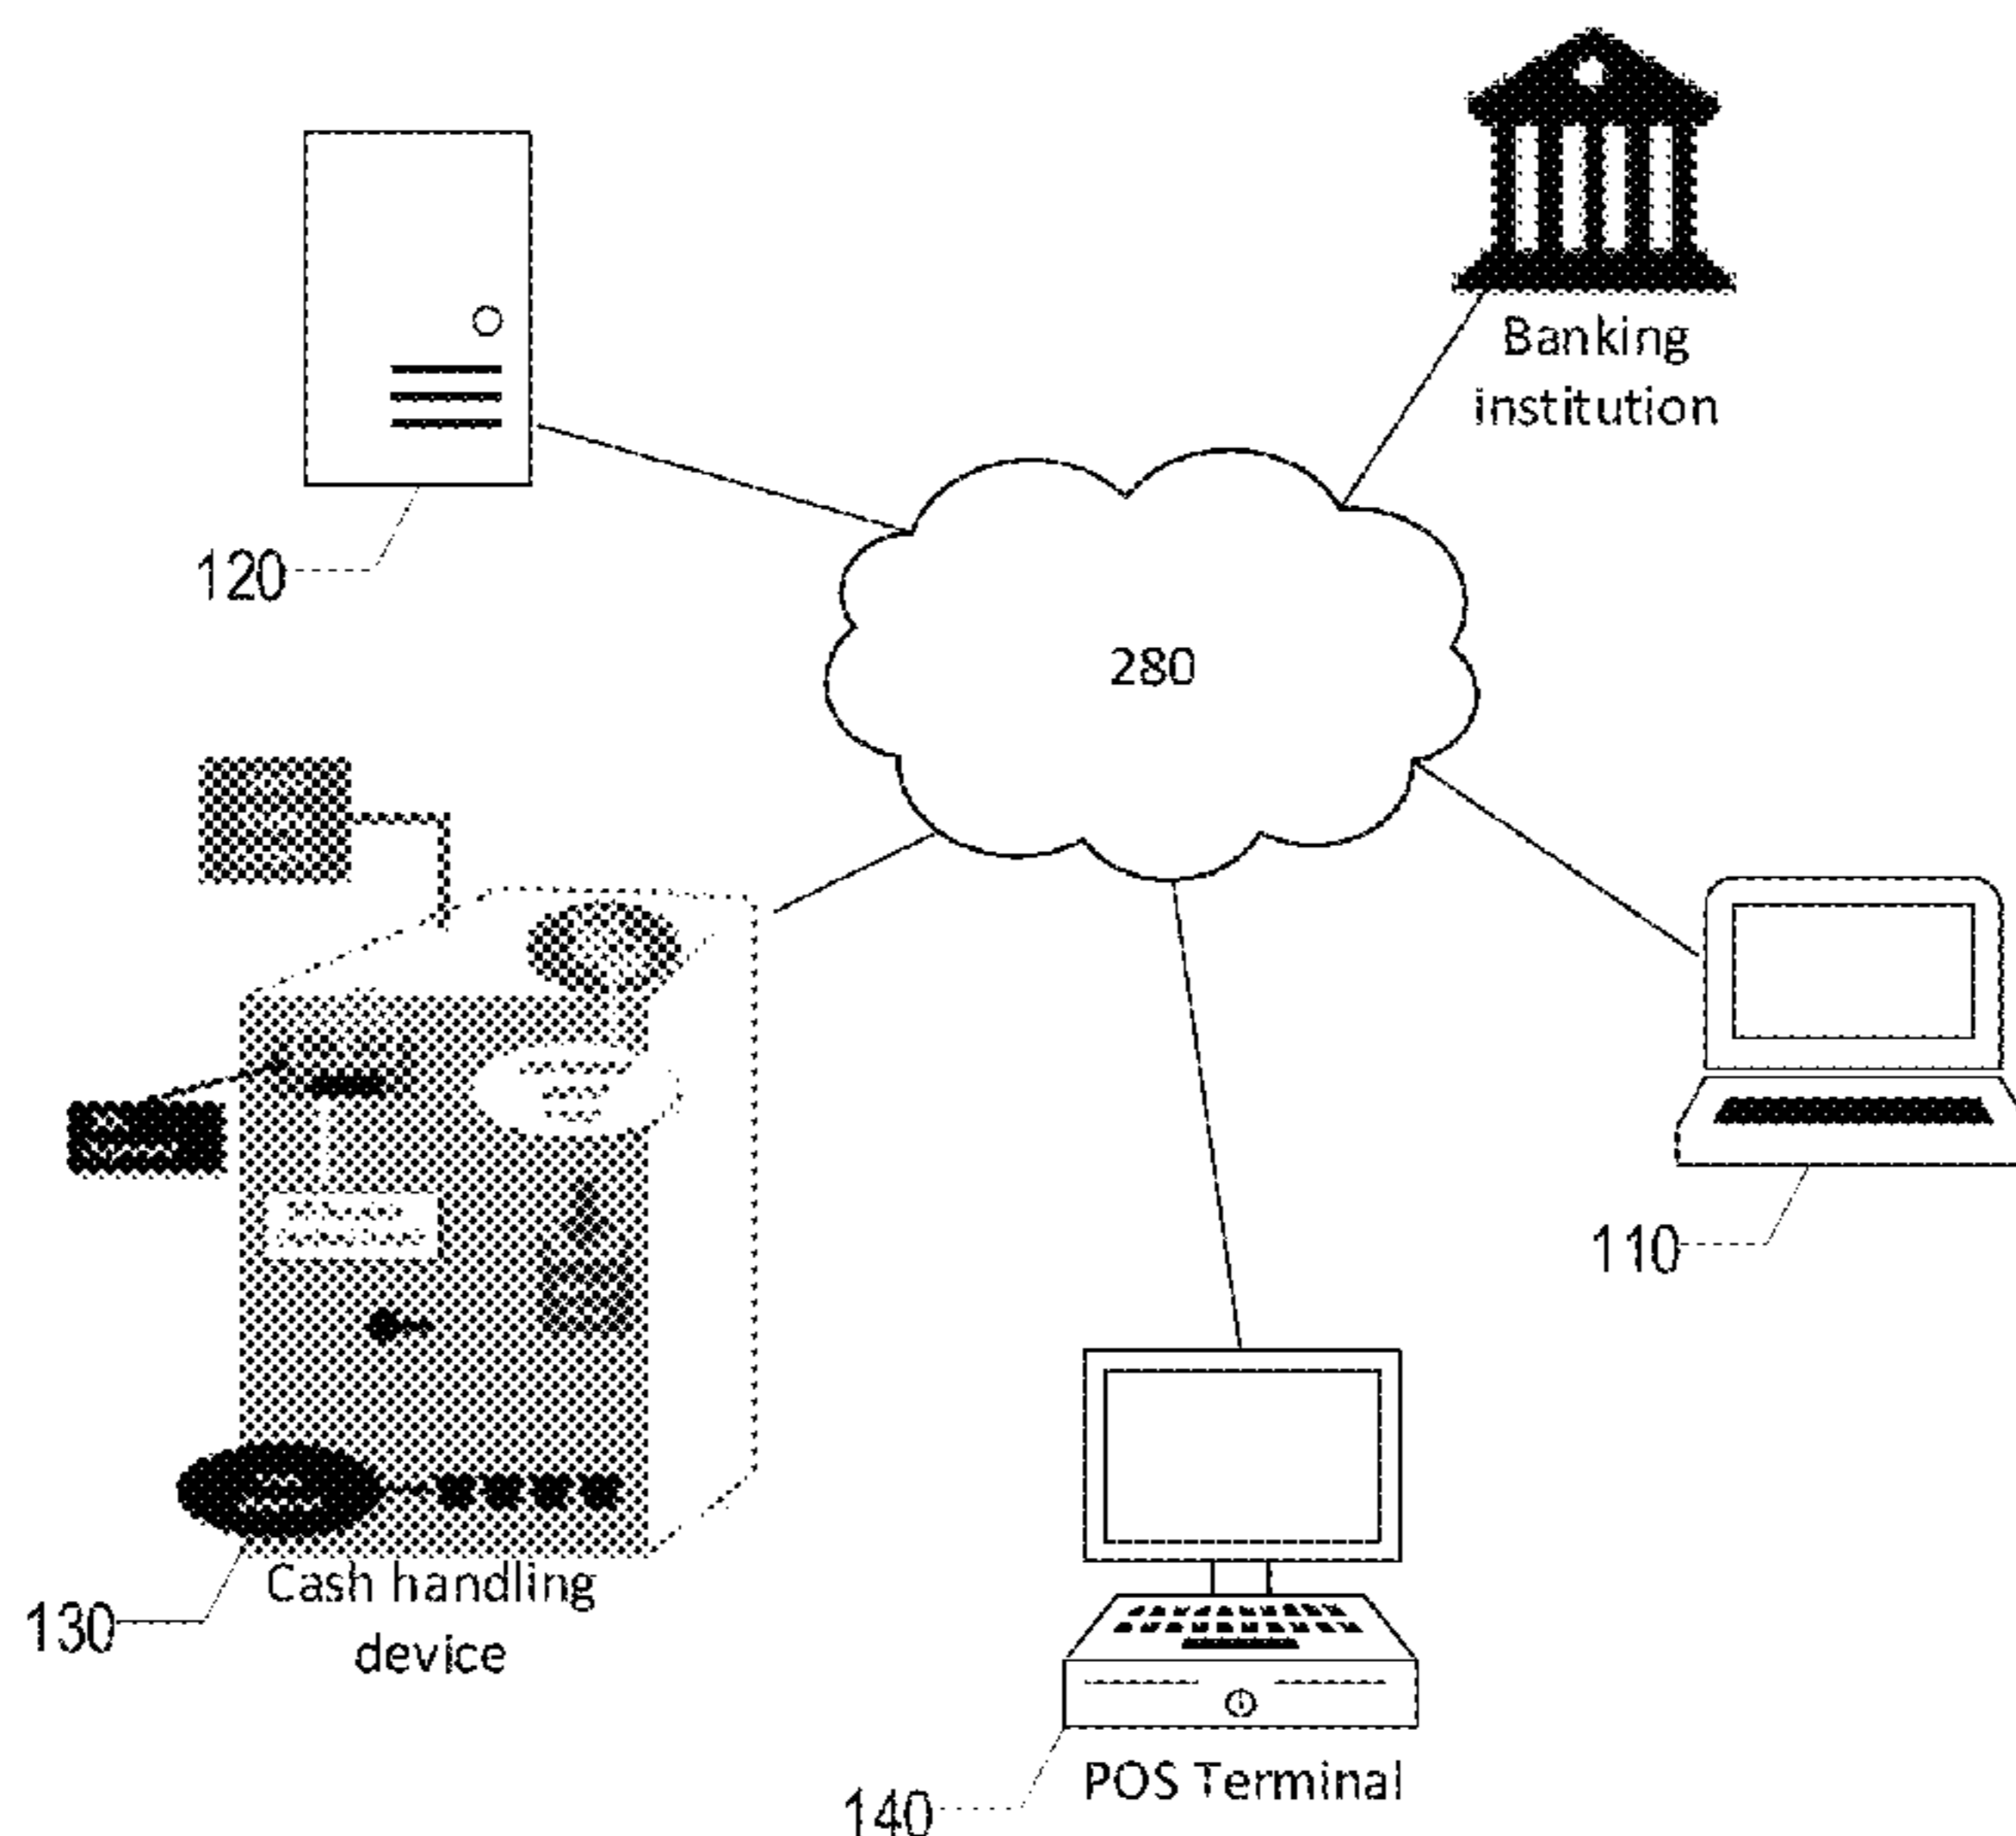 Banking
institution
120
280
110
Cash handling
device
130
POS Terminal
140